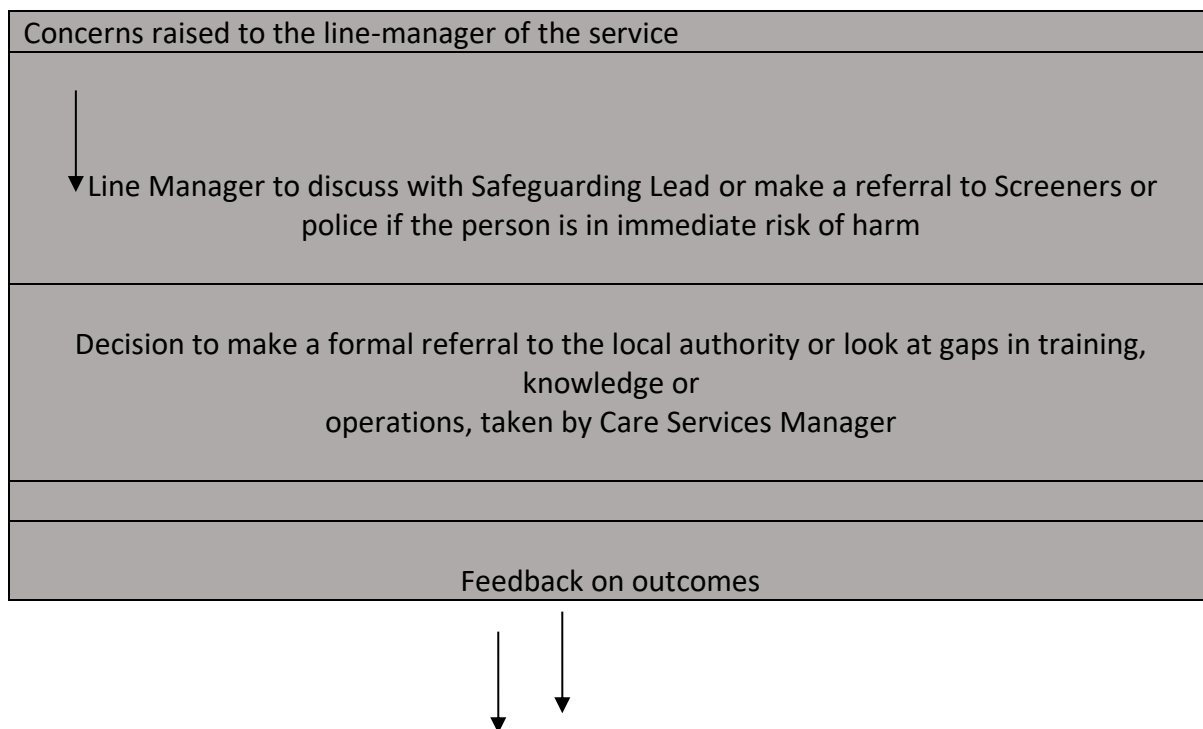 Concerns raised to the line-manager of the service
Line Manager to discuss with Safeguarding Lead or make a referral to Screeners or
police if the person is in immediate risk of harm
Decision to make a formal referral to the local authority or look at gaps in training,
knowledge or
operations, taken by Care Services Manager
Feedback on outcomes